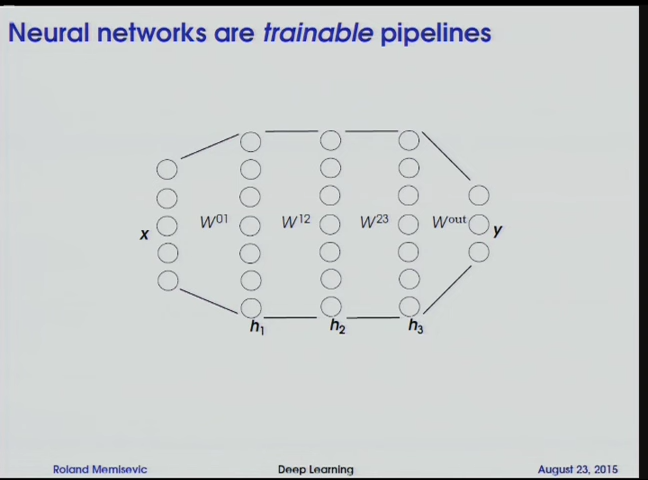 Neural networks are trainable pipelines
x W⁰¹ W¹² W²³ Wᵒᵘᵗ y
h₁ h₂ h₃
Roland Memisevic Deep Learning August 23, 2015